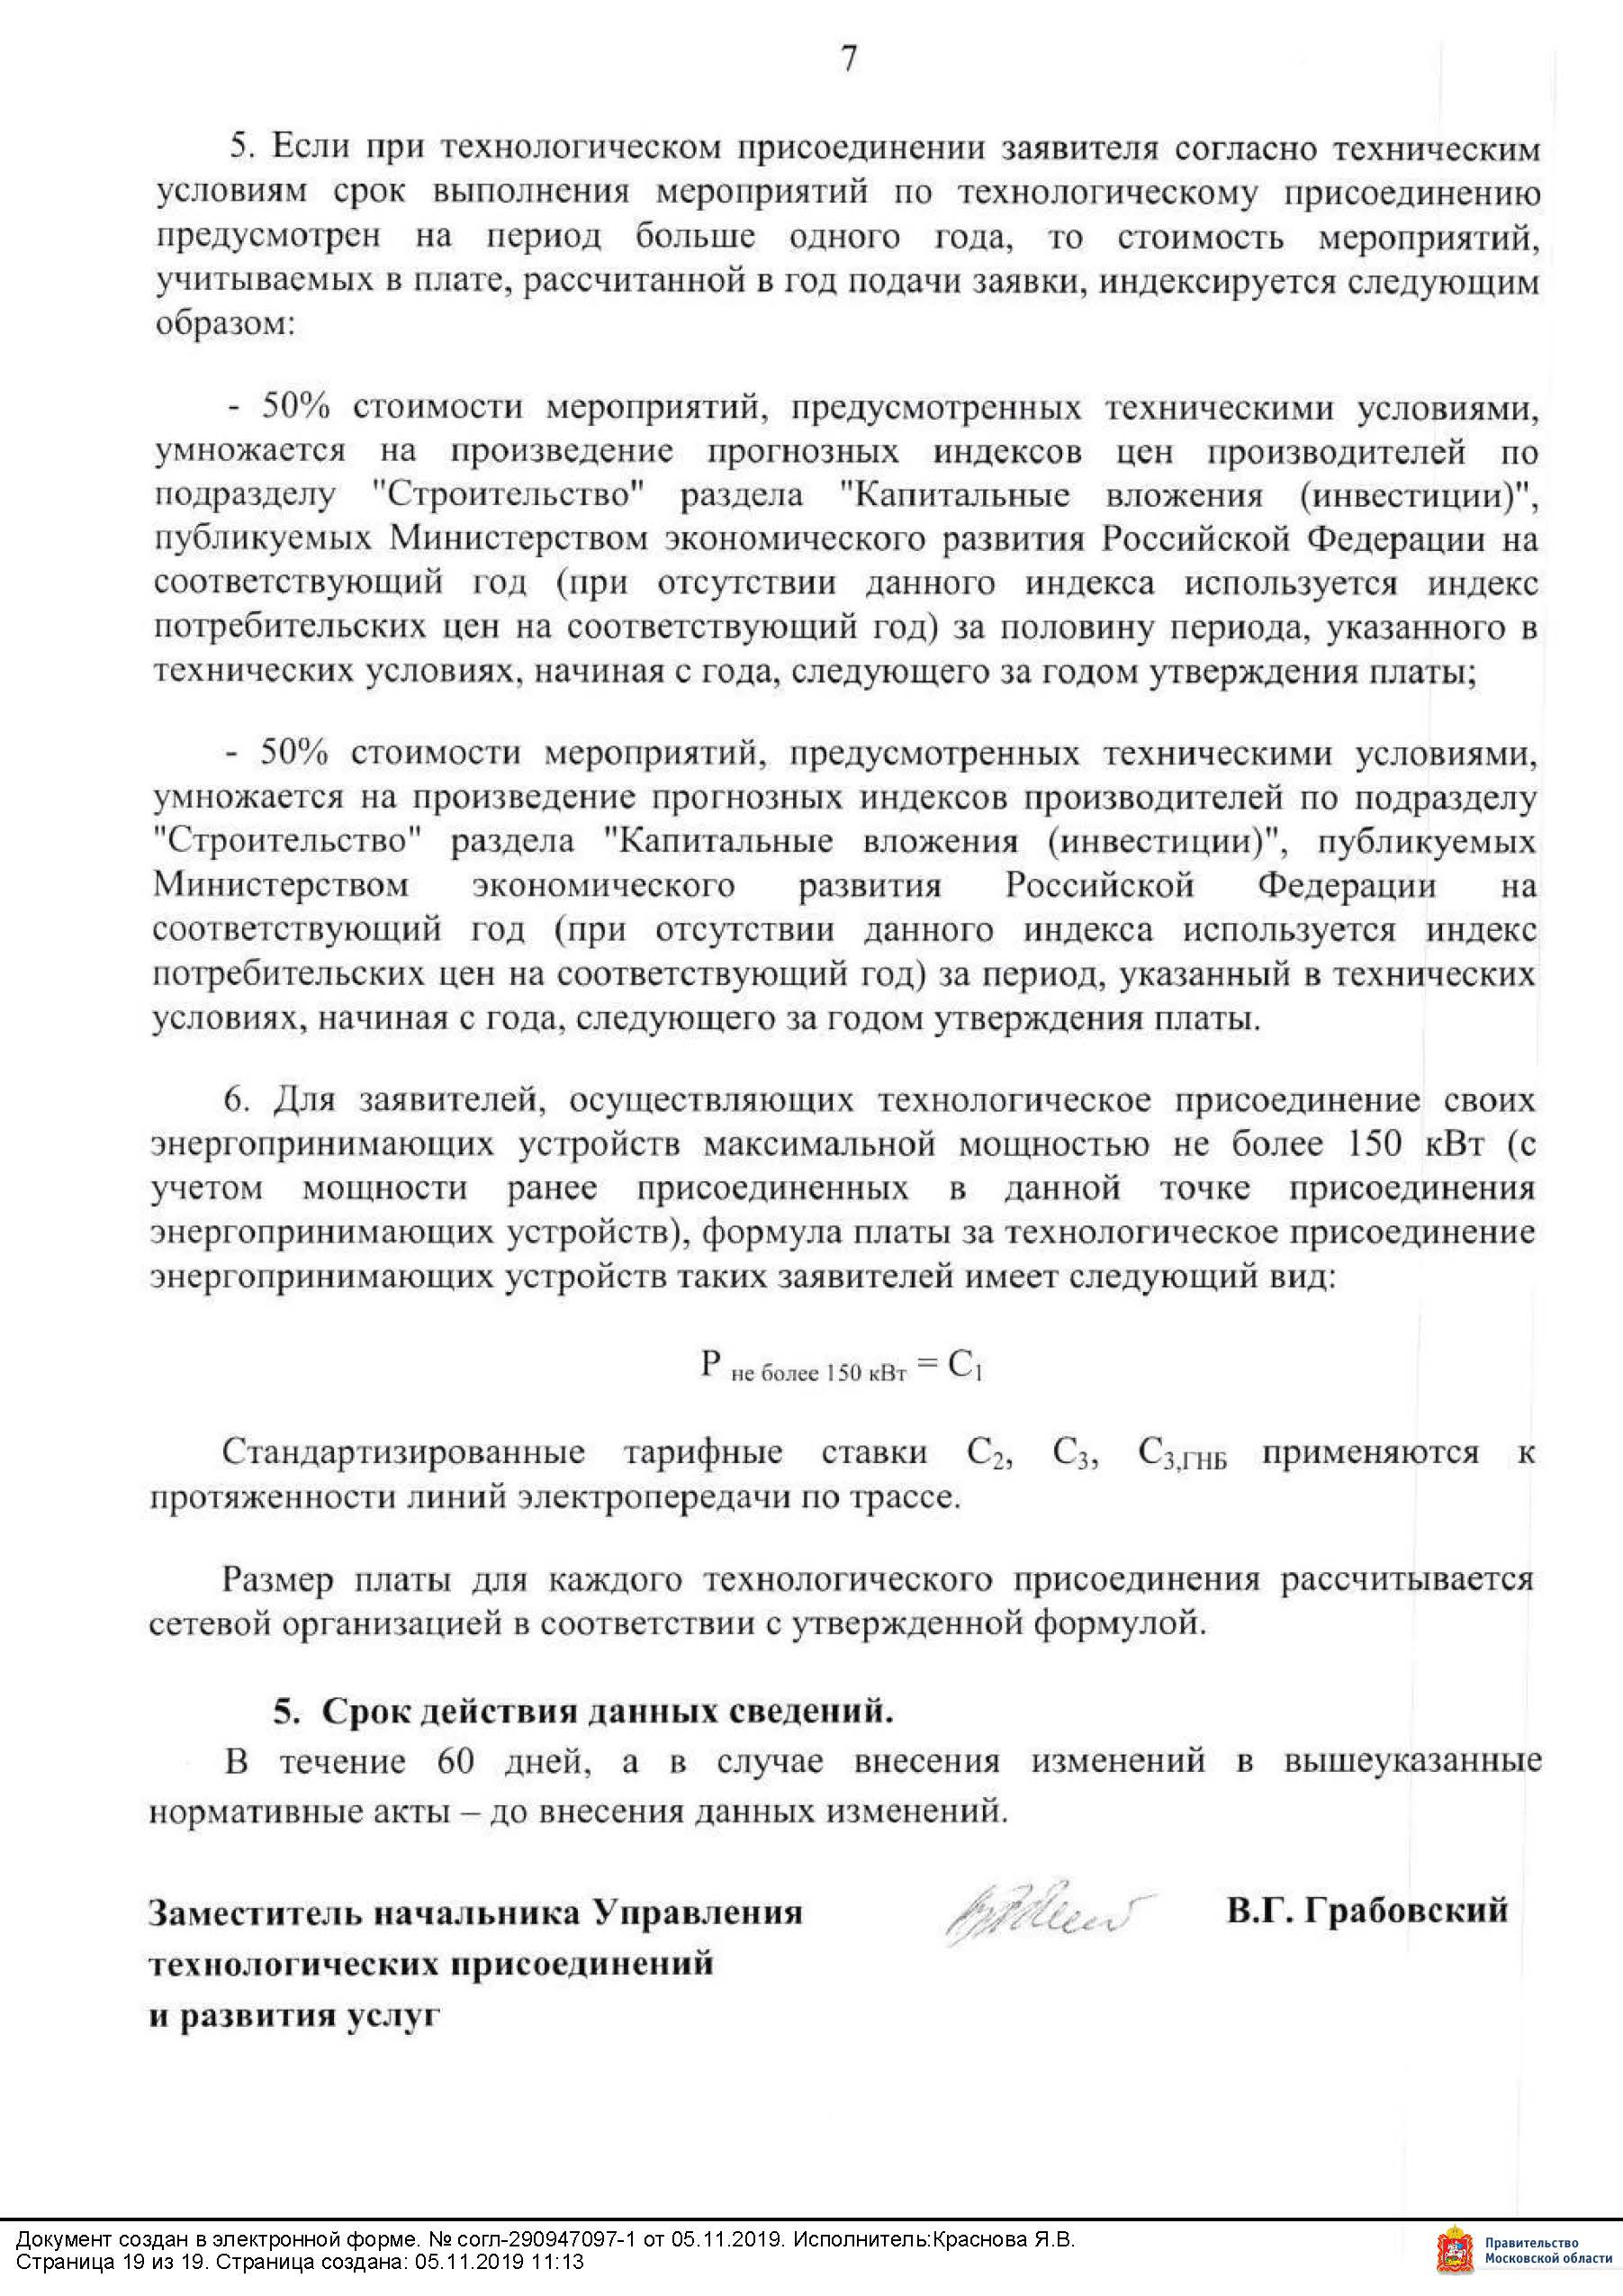 7
5. Если при технологическом присоединении заявителя согласно техническим
условиям срок выполнения мероприятий по технологическому присоединению
предусмотрен на период больше одного года, то стоимость мероприятий,
учитываемых в плате, рассчитанной в год подачи заявки, индексируется следующим
образом:
- 50% стоимости мероприятий, предусмотренных техническими условиями,
умножается на произведение прогнозных индексов цен производителей по
подразделу "Строительство" раздела "Капитальные вложения (инвестиции)",
публикуемых Министерством экономического развития Российской Федерации на
соответствующий год (при отсутствии данного индекса используется индекс
потребительских цен на соответствующий год) за половину периода, указанного в
технических условиях, начиная с года, следующего за годом утверждения платы;
- 50% стоимости мероприятий, предусмотренных техническими условиями,
умножается на произведение прогнозных индексов производителей по подразделу
"Строительство" раздела "Капитальные вложения (инвестиции)", публикуемых
Министерством экономического развития Российской Федерации на
соответствующий год (при отсутствии данного индекса используется индекс
потребительских цен на соответствующий год) за период, указанный в технических
условиях, начиная с года, следующего за годом утверждения платы.
6. Для заявителей, осуществляющих технологическое присоединение своих
энергопринимающих устройств максимальной мощностью не более 150 кВт (с
учетом мощности ранее присоединенных в данной точке присоединения
энергопринимающих устройств), формула платы за технологическое присоединение
энергопринимающих устройств таких заявителей имеет следующий вид:
Р не более 150 кВт = С1
Стандартизированные тарифные ставки С2, С3, С3,ГНБ применяются к
протяженности линий электропередачи по трассе.
Размер платы для каждого технологического присоединения рассчитывается
сетевой организацией в соответствии с утвержденной формулой.
5. Срок действия данных сведений.
В течение 60 дней, а в случае внесения изменений в вышеуказанные
нормативные акты – до внесения данных изменений.
Заместитель начальника Управления В.Г. Грабовский
технологических присоединений
и развития услуг
Документ создан в электронной форме. № согл-290947097-1 от 05.11.2019. Исполнитель:Краснова Я.В.
Страница 19 из 19. Страница создана: 05.11.2019 11:13
Правительство
Московской области